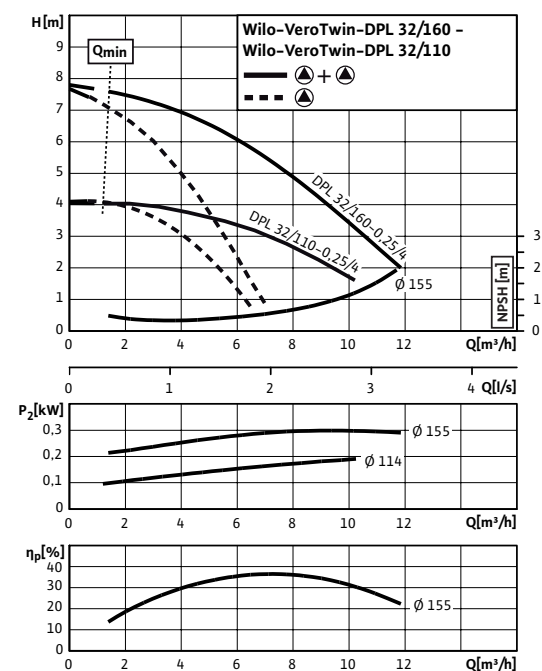 H[m]
Wilo-VeroTwin-DPL 32/160 –
Wilo-VeroTwin-DPL 32/110
+
Qmin
9
8
7
6
5
4
3
2
1
0
DPL 32/160-0,25/4
DPL 32/110-0,25/4
Ø 155
3
2
1
0
NPSH [m]
0 2 4 6 8 10 12 Q[m³/h]
0 1 2 3 4 Q[l/s]
P₂[kW]
0,3
0,2
0,1
0
Ø 155
Ø 114
0 2 4 6 8 10 12 Q[m³/h]
ηp[%]
40
30
20
10
0
Ø 155
0 2 4 6 8 10 12 Q[m³/h]